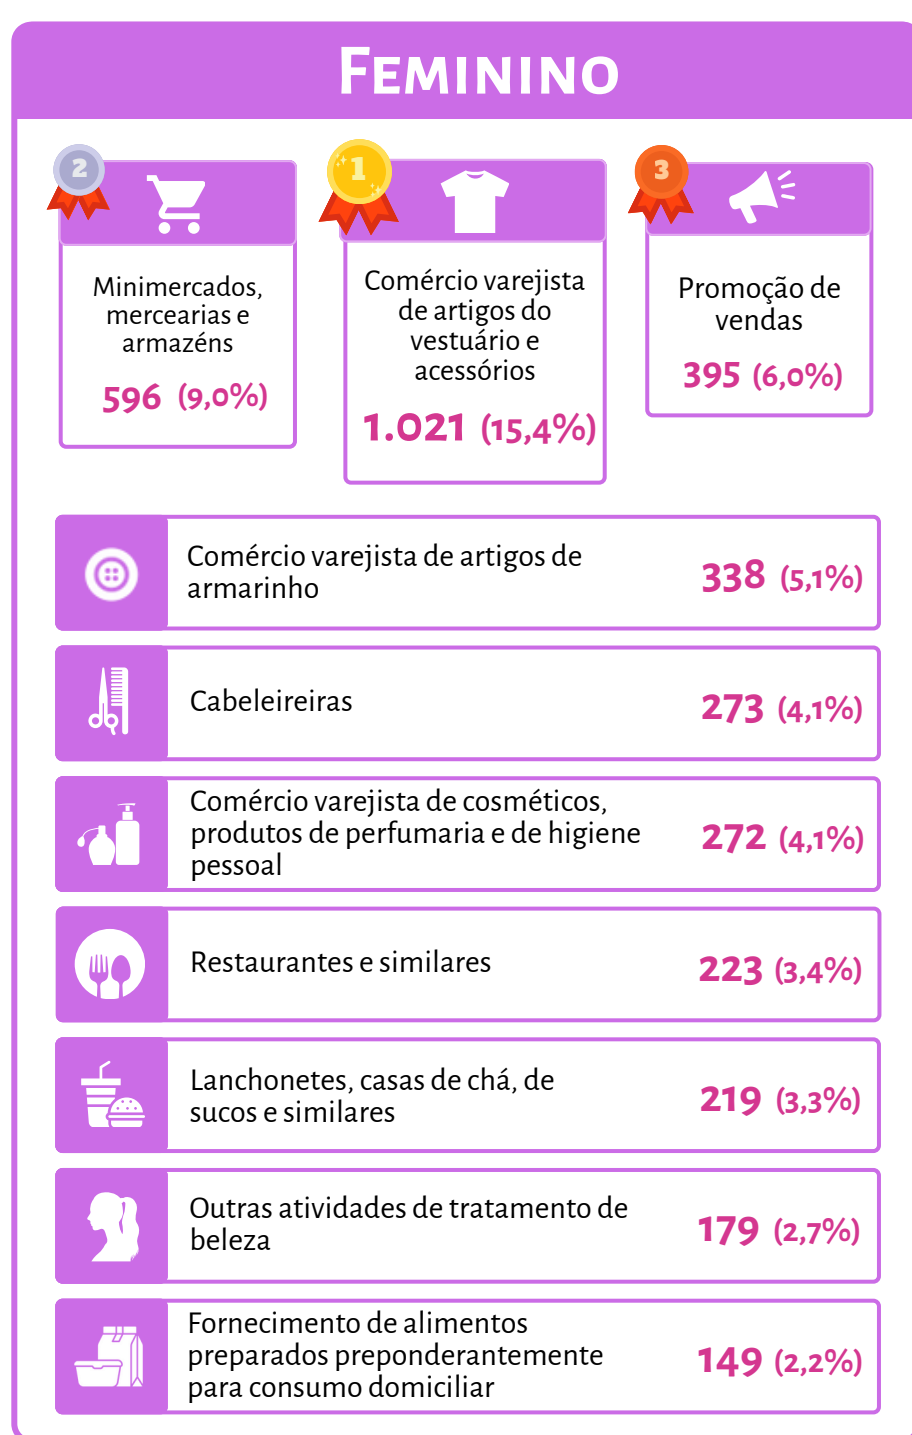 FEMININO
2
Minimercados,
mercearias e
armazéns
596 (9,0%)
1
Comércio varejista
de artigos do
vestuário e
acessórios
1.021 (15,4%)
3
Promoção de
vendas
395 (6,0%)
Comércio varejista de artigos de
armarinho
338 (5,1%)
Cabeleireiras
273 (4,1%)
Comércio varejista de cosméticos,
produtos de perfumaria e de higiene
pessoal
272 (4,1%)
Restaurantes e similares
223 (3,4%)
Lanchonetes, casas de chá, de
sucos e similares
219 (3,3%)
Outras atividades de tratamento de
beleza
179 (2,7%)
Fornecimento de alimentos
preparados preponderantemente
para consumo domiciliar
149 (2,2%)